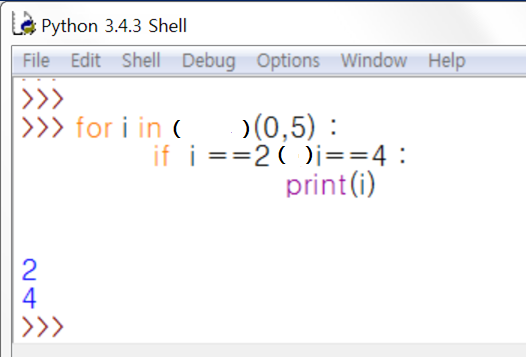 Python 3.4.3 Shell
File Edit Shell Debug Options Window Help
>>>
>>> for i in (      )(0,5) :
if i ==2 (  )i==4 :
print(i)
2
4
>>>